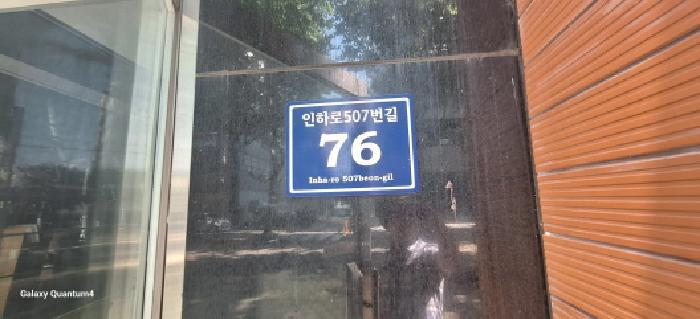 인하로507번길
76
Inha-ro 507beon-gil
Galaxy Quantum4